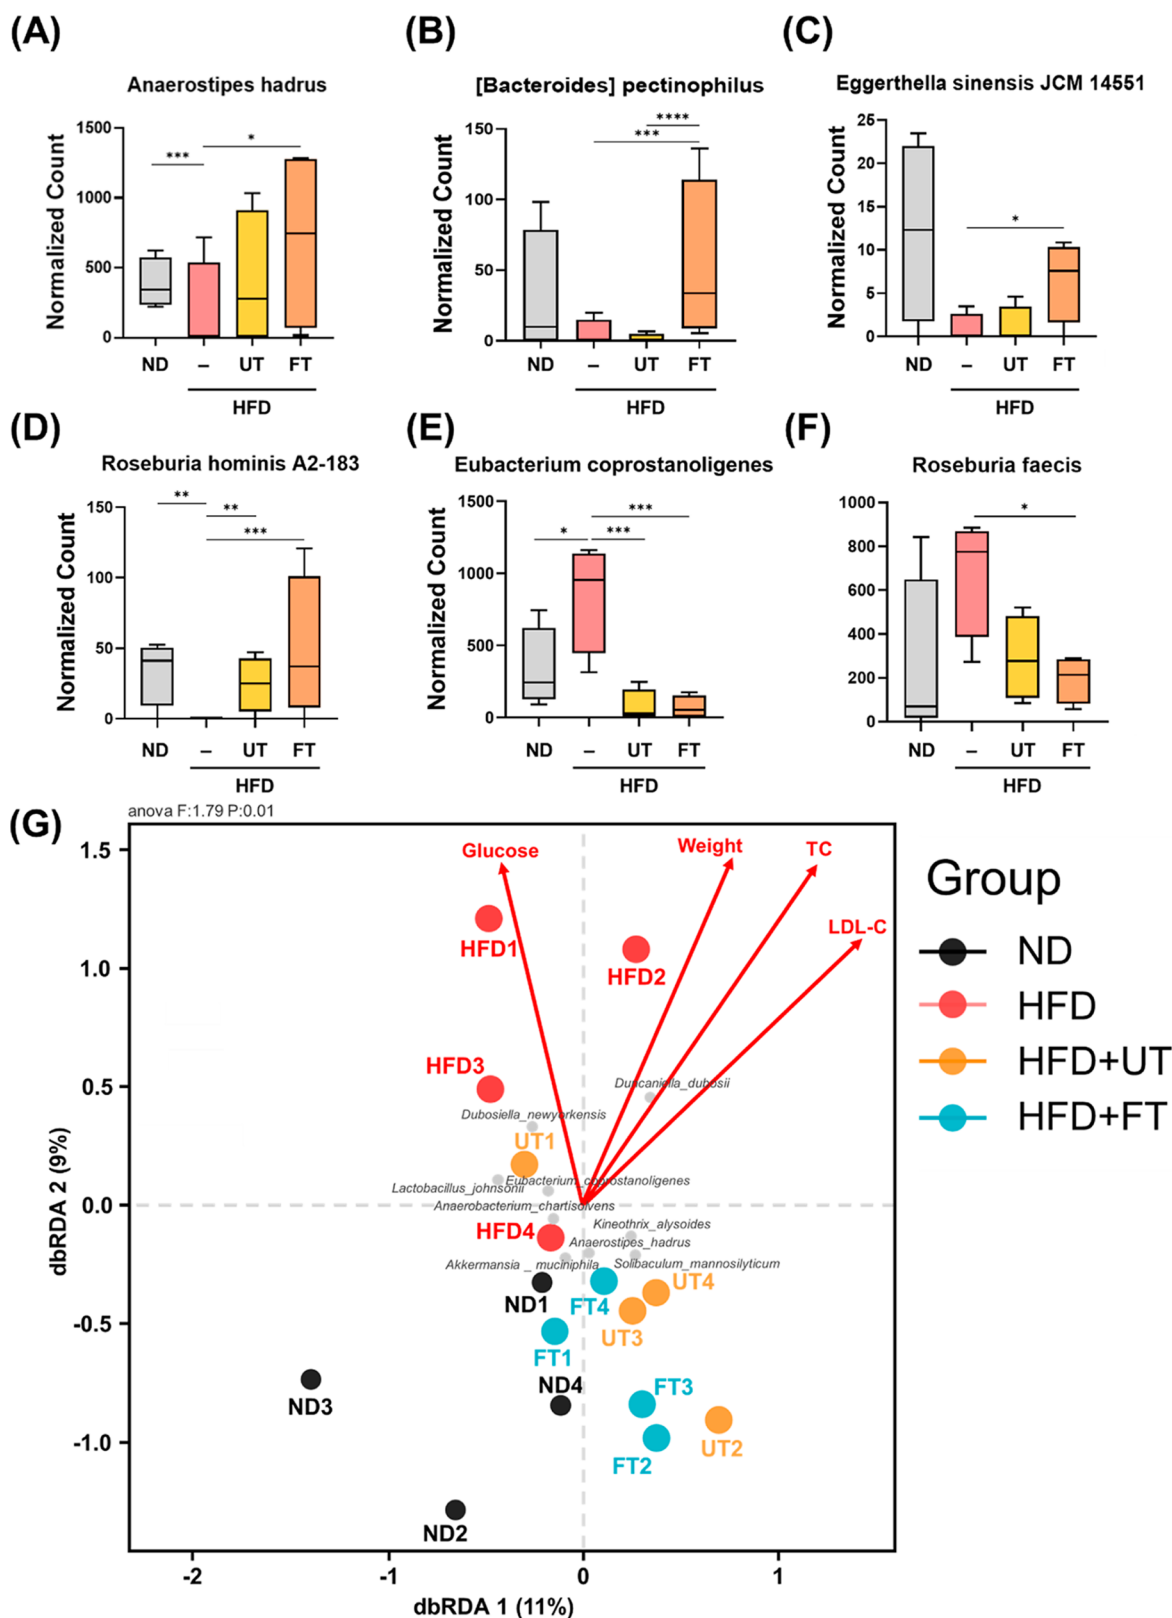 (A)
Anaerostipes hadrus
Normalized Count
1500
1000
500
0
***
*
ND
–
UT
FT
HFD
(B)
[Bacteroides] pectinophilus
Normalized Count
150
100
50
0
****
***
ND
–
UT
FT
HFD
(C)
Eggerthella sinensis JCM 14551
Normalized Count
25
20
15
10
5
0
*
ND
–
UT
FT
HFD
(D)
Roseburia hominis A2-183
Normalized Count
150
100
50
0
**
**
***
ND
–
UT
FT
HFD
(E)
Eubacterium coprostanoligenes
Normalized Count
1500
1000
500
0
***
*
***
ND
–
UT
FT
HFD
(F)
Roseburia faecis
1000
800
600
400
200
0
*
ND
–
UT
FT
HFD
(G)
anova F:1.79 P:0.01
dbRDA 2 (9%)
1.5
1.0
0.5
0.0
-0.5
-1.0
Glucose
Weight
TC
LDL-C
HFD1
HFD2
HFD3
Duncaniella_dubosii
Dubosiella_newyorkensis
UT1
Eubacterium_coprostanoligenes
Lactobacillus_johnsonii
Anaerobacterium_chartisolvens
HFD4
Kineothrix_alysoides
Anaerostipes_hadrus
Akkermansia _ muciniphila
Solibaculum_mannosilyticum
ND1
FT4
UT4
UT3
FT1
ND3
ND4
FT3
FT2
UT2
ND2
-2
-1
0
1
dbRDA 1 (11%)
Group
ND
HFD
HFD+UT
HFD+FT